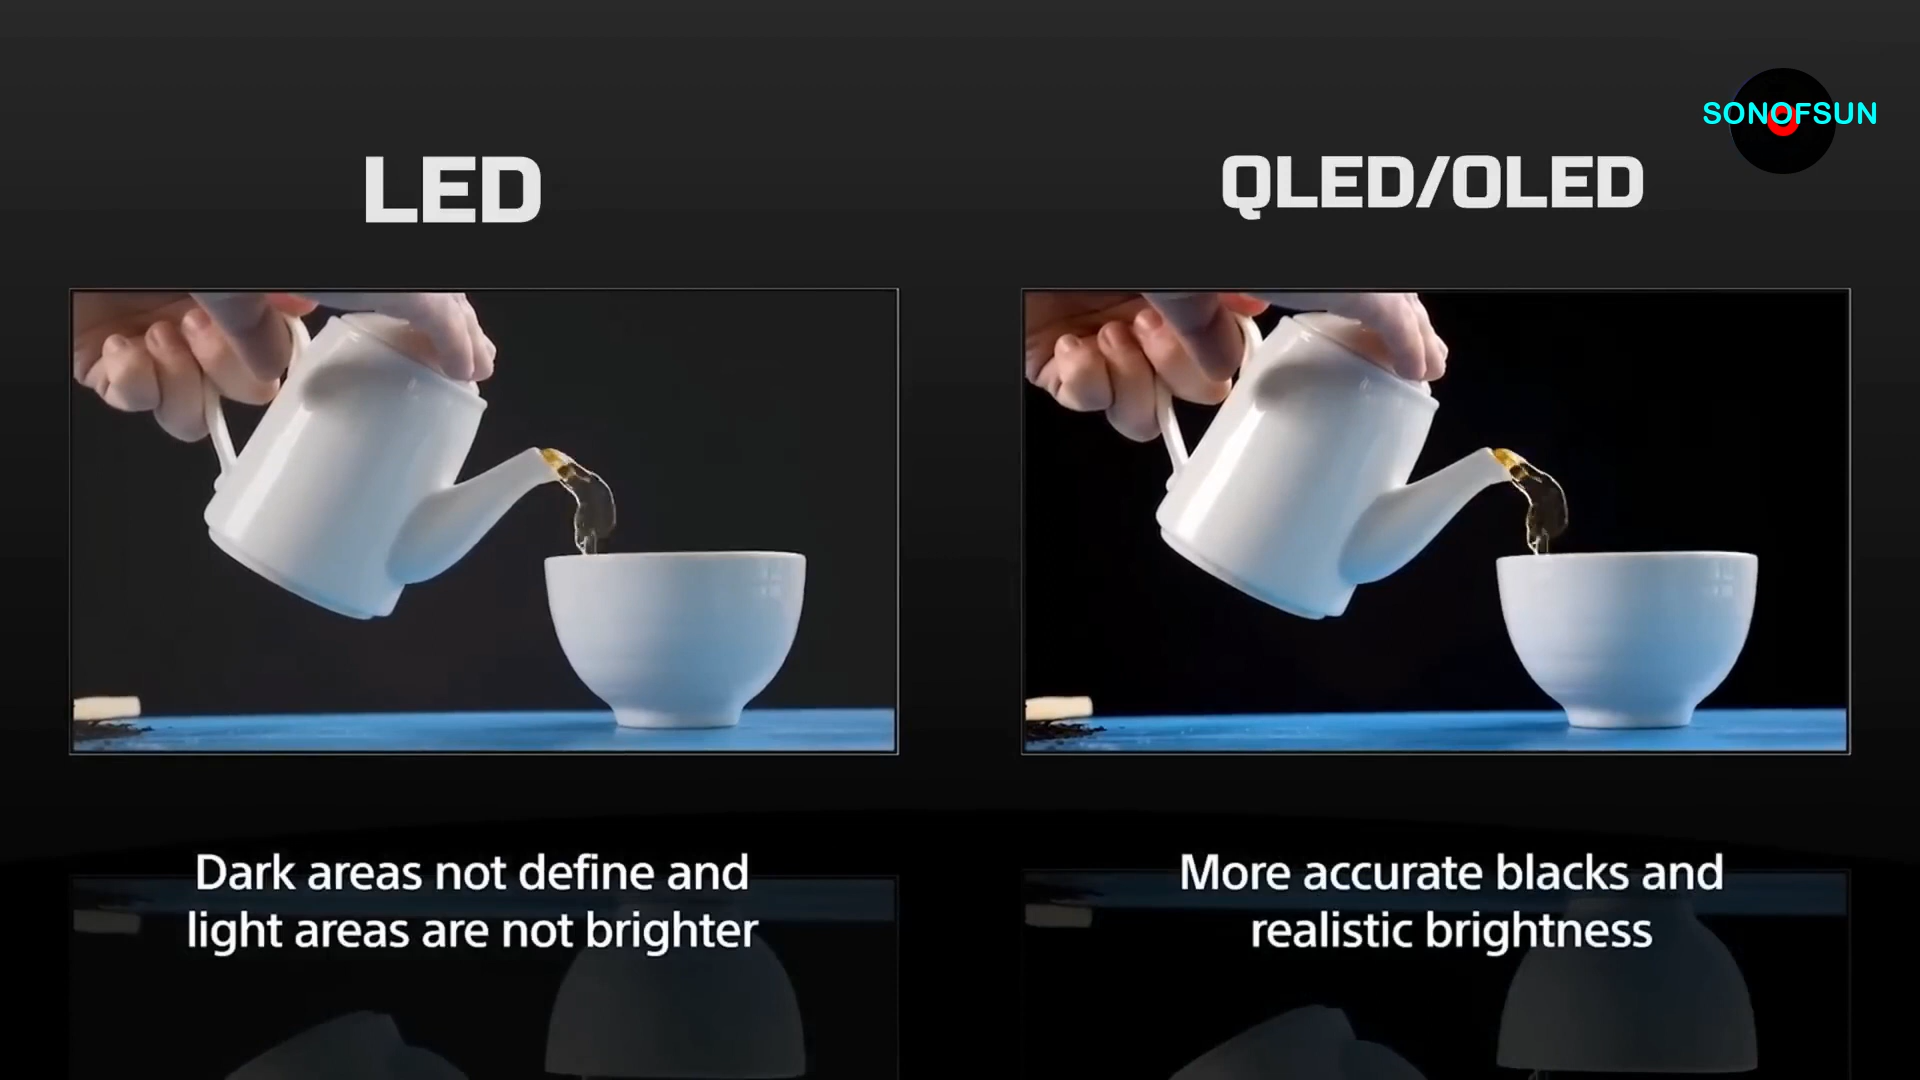 SONOFSUN
LED
QLED/OLED
Dark areas not define and
light areas are not brighter
More accurate blacks and
realistic brightness